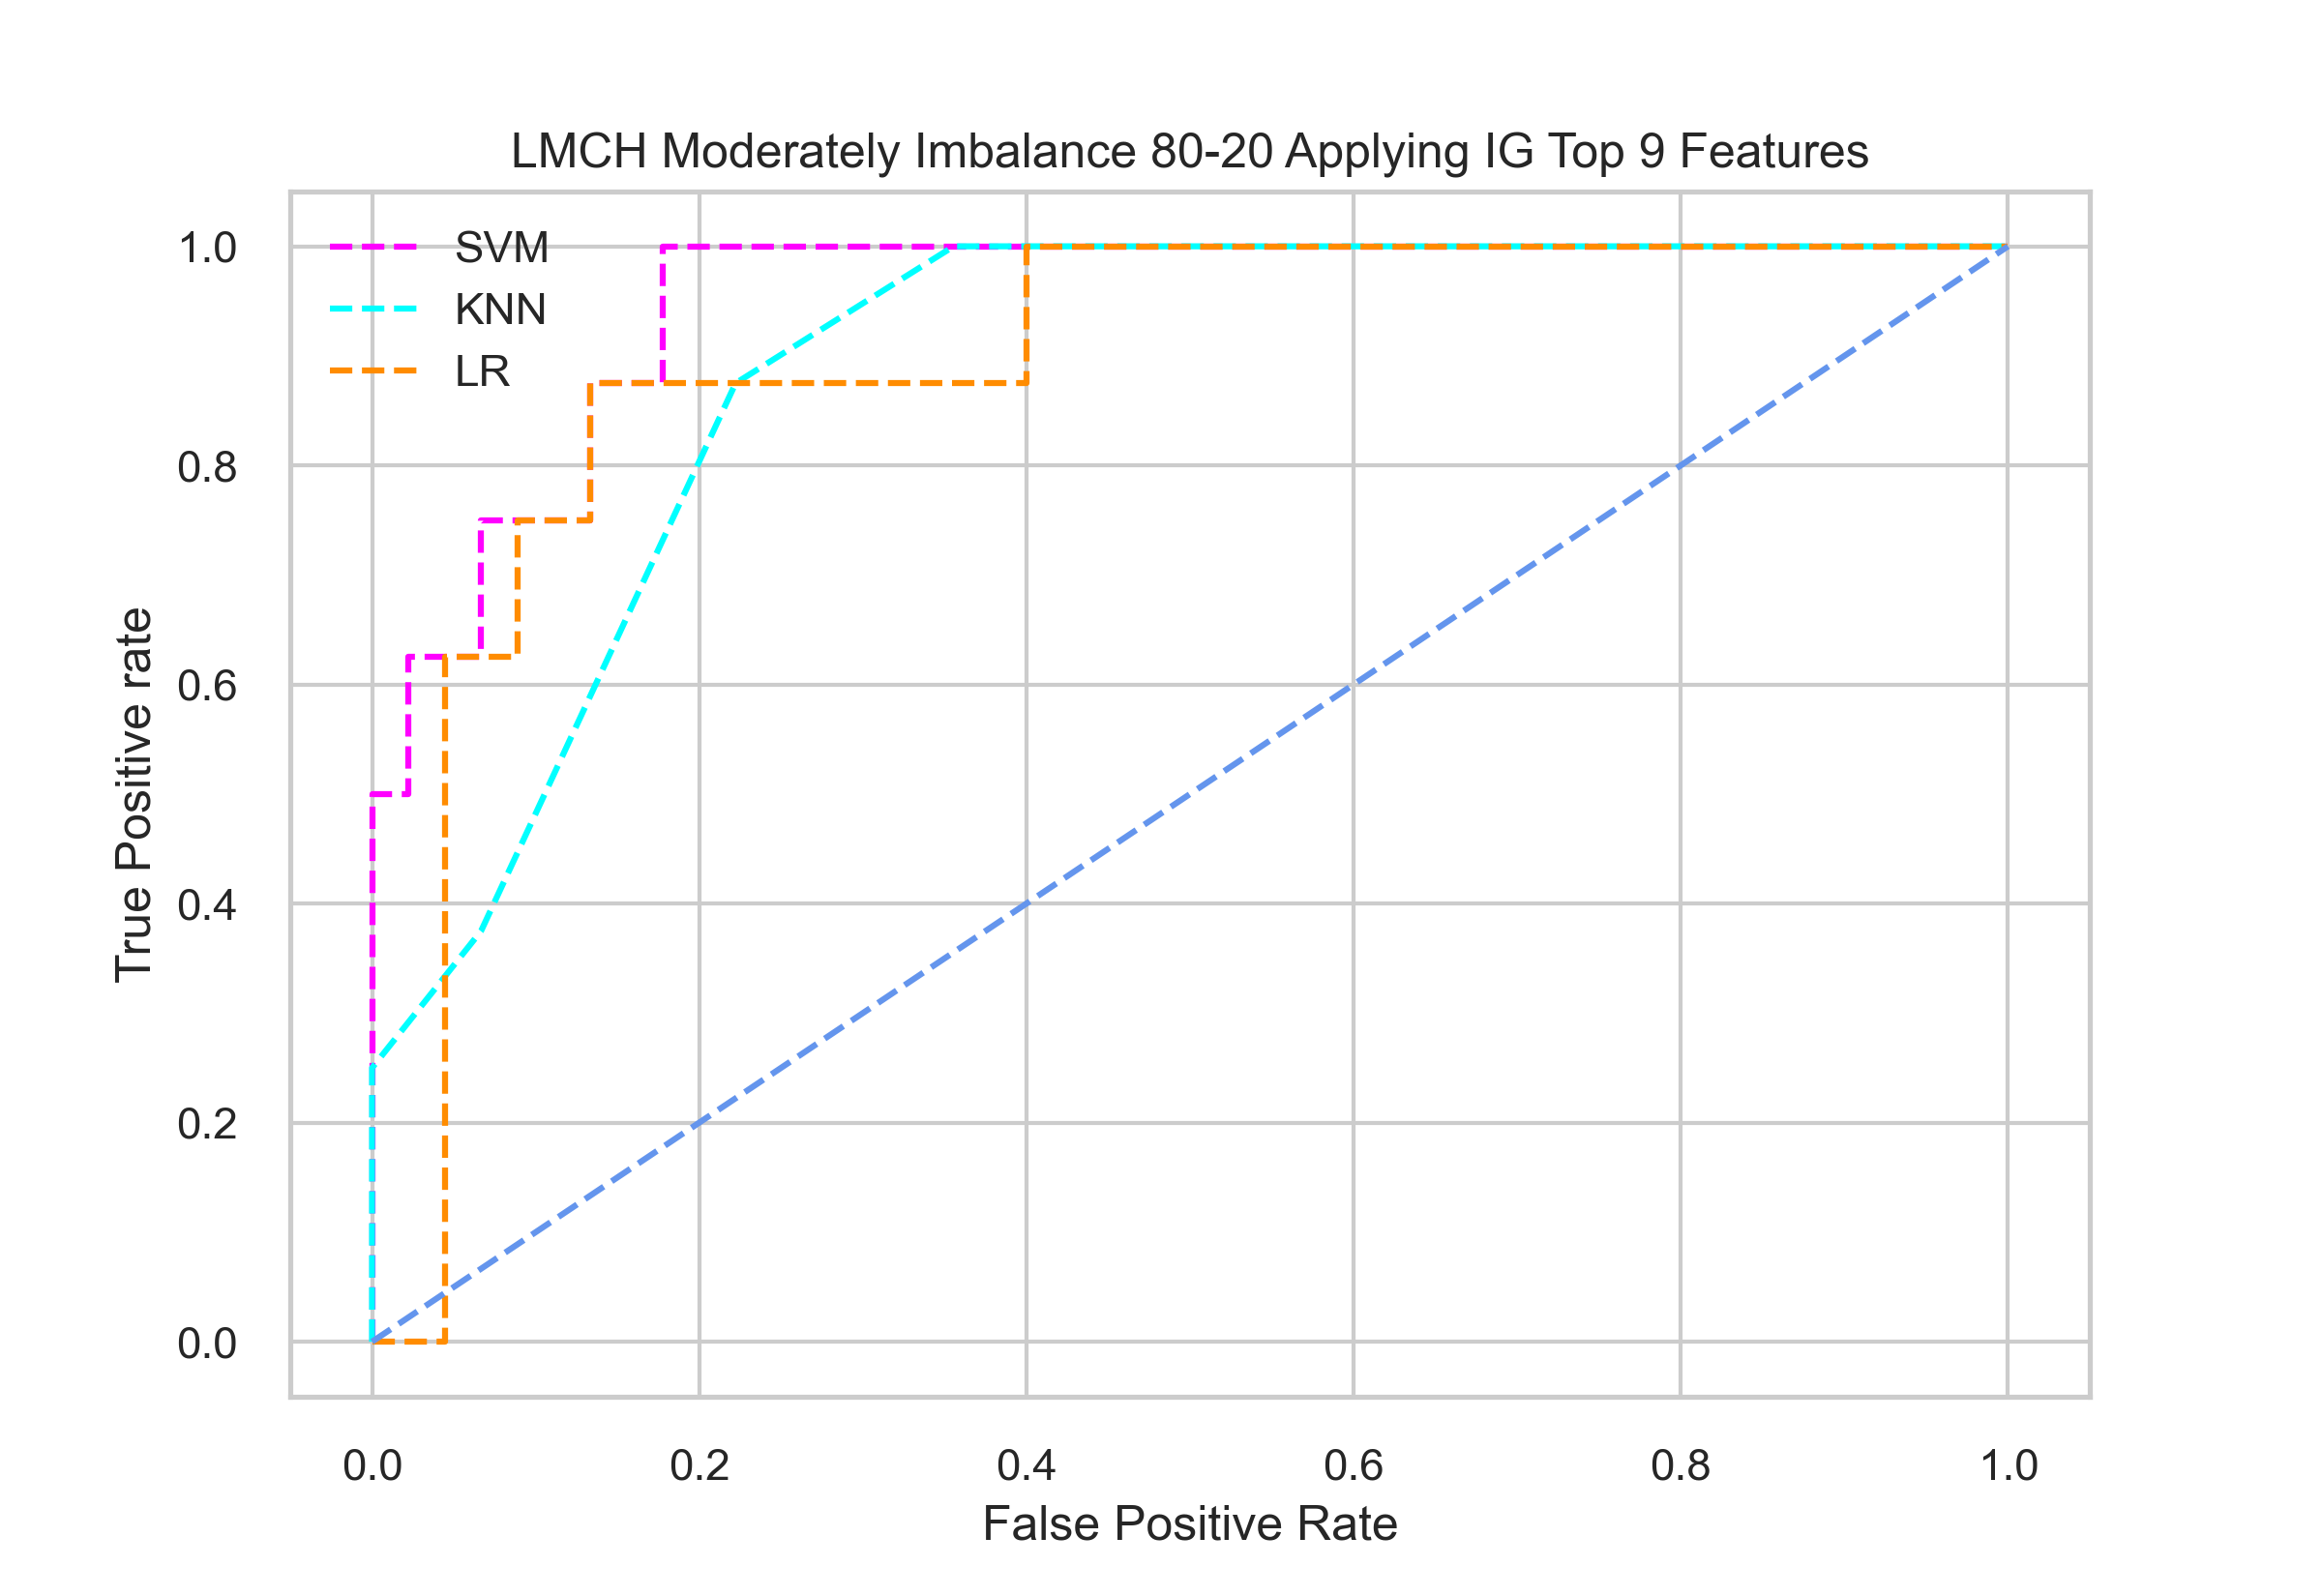 LMCH Moderately Imbalance 80-20 Applying IG Top 9 Features
SVM
KNN
LR
True Positive rate
1.0
0.8
0.6
0.4
0.2
0.0
0.0 0.2 0.4 0.6 0.8 1.0
False Positive Rate